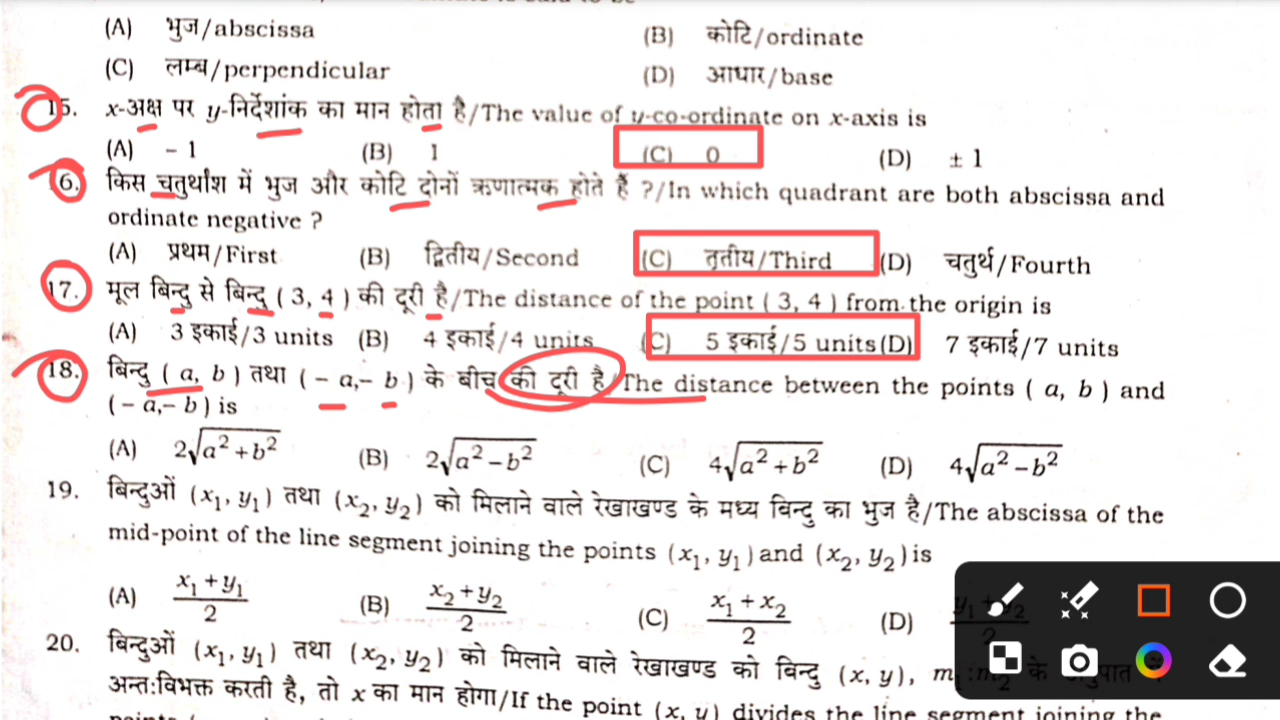 (A) भुज/abscissa (B) कोटि/ordinate
(C) लम्ब/perpendicular (D) आधार/base
15. x-अक्ष पर y-निर्देशांक का मान होता है/The value of y-co-ordinate on x-axis is
(A) – 1 (B) 1 (C) 0 (D) ± 1
16. किस चतुर्थांश में भुज और कोटि दोनों ऋणात्मक होते हैं ?/In which quadrant are both abscissa and
ordinate negative ?
(A) प्रथम/First (B) द्वितीय/Second (C) तृतीय/Third (D) चतुर्थ/Fourth
17. मूल बिन्दु से बिन्दु ( 3, 4 ) की दूरी है/The distance of the point ( 3, 4 ) from the origin is
(A) 3 इकाई/3 units (B) 4 इकाई/4 units (C) 5 इकाई/5 units (D) 7 इकाई/7 units
18. बिन्दु ( a, b ) तथा ( – a,– b ) के बीच की दूरी है/The distance between the points ( a, b ) and
( – a,– b ) is
(A) 2√a²+b² (B) 2√a²–b² (C) 4√a²+b² (D) 4√a²–b²
19. बिन्दुओं (x₁, y₁) तथा (x₂, y₂) को मिलाने वाले रेखाखण्ड के मध्य बिन्दु का भुज है/The abscissa of the
mid-point of the line segment joining the points (x₁, y₁) and (x₂, y₂) is
(A) x₁+y₁/2 (B) x₂+y₂/2 (C) x₁+x₂/2 (D)
20. बिन्दुओं (x₁, y₁) तथा (x₂, y₂) को मिलाने वाले रेखाखण्ड को बिन्दु (x, y), के
अन्त:विभक्त करती है, तो x का मान होगा/If the point (x, y) divides the line segment joining the